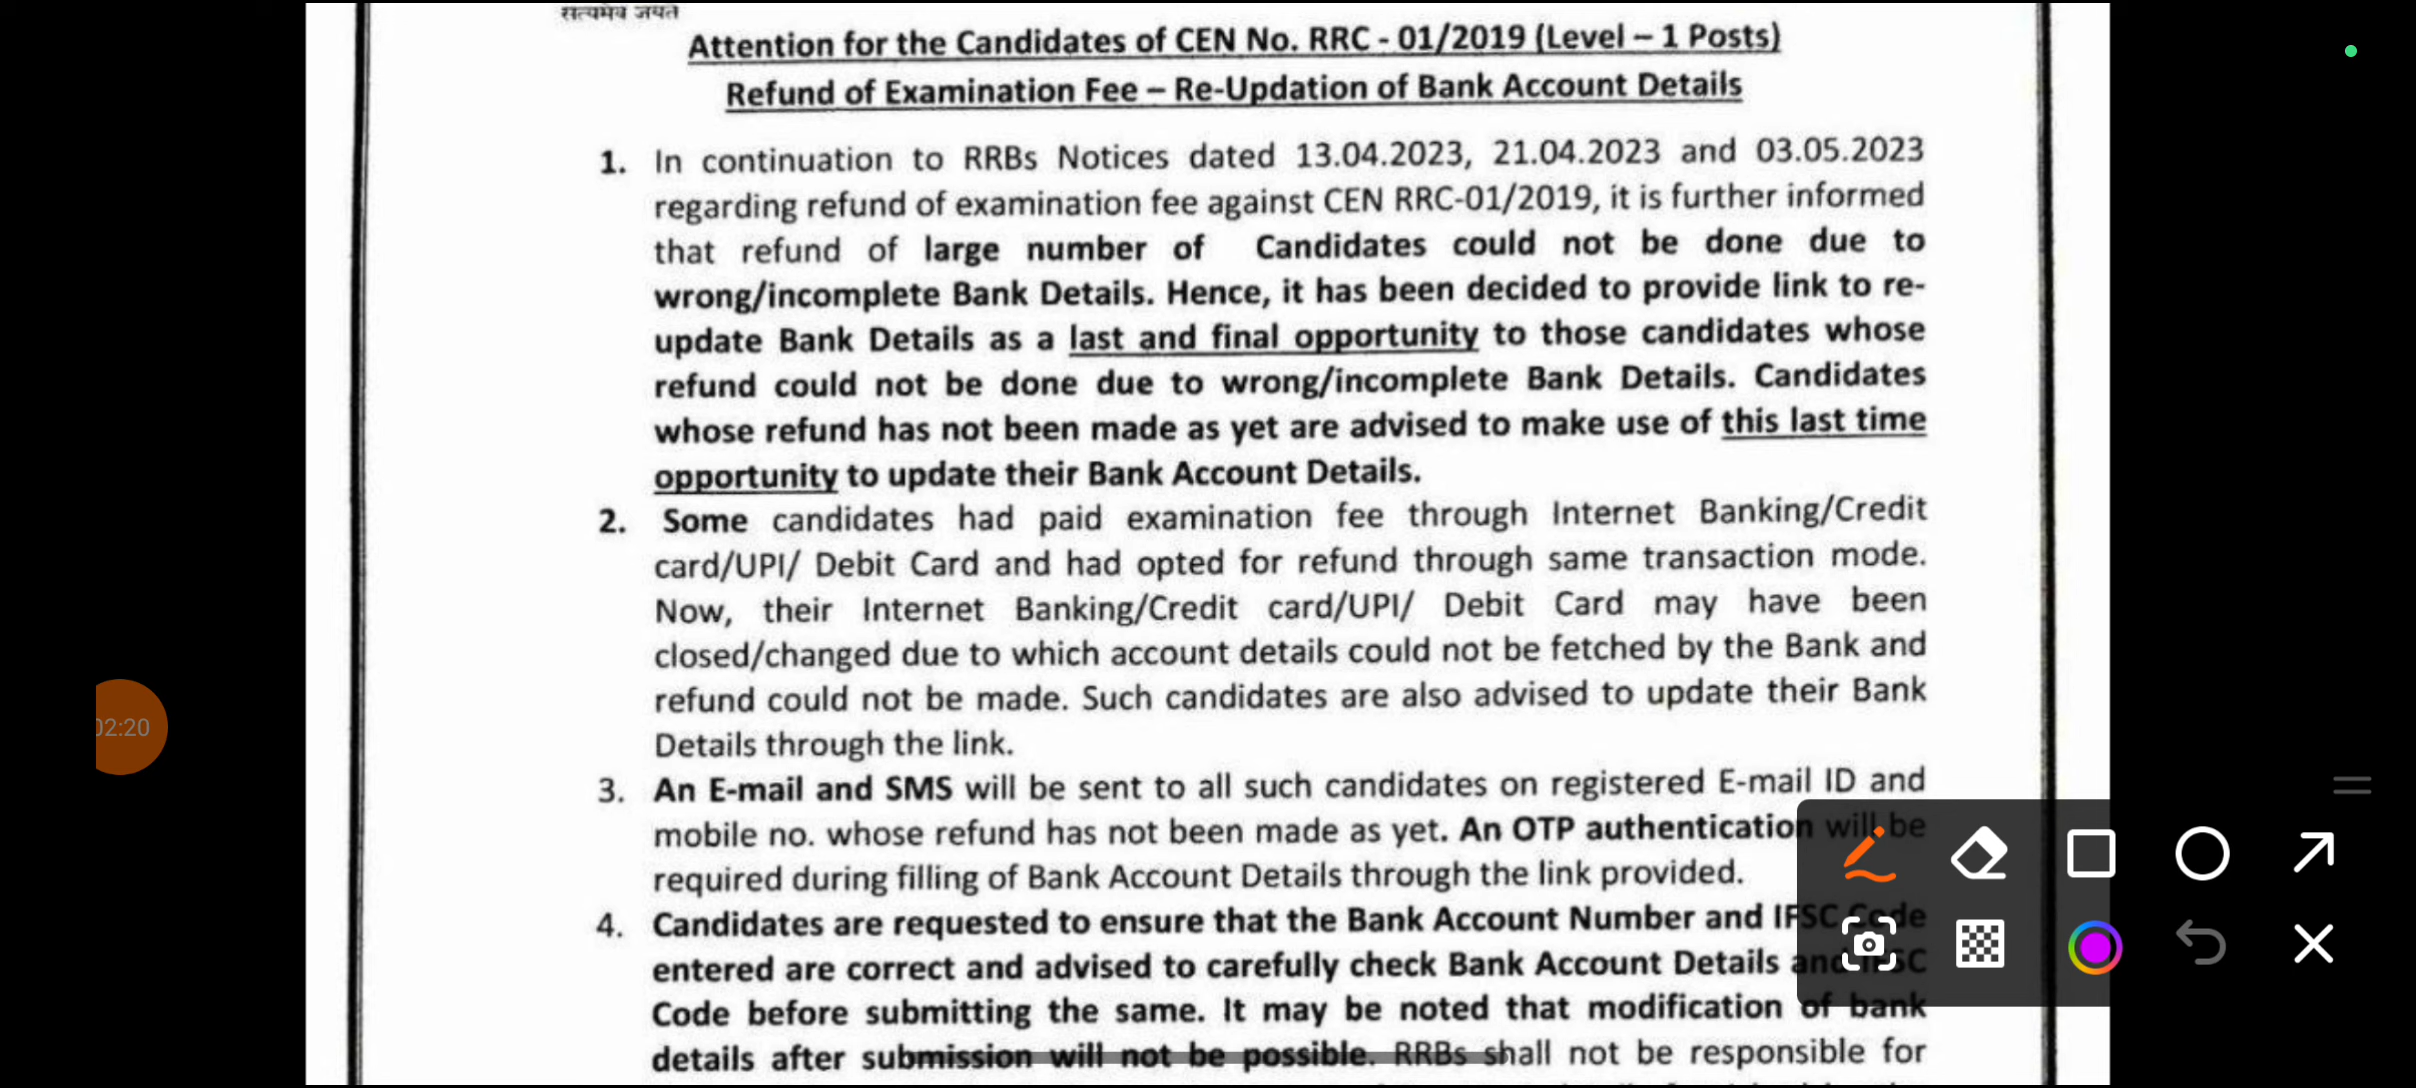 सत्यमेव जयते
Attention for the Candidates of CEN No. RRC - 01/2019 (Level – 1 Posts)
Refund of Examination Fee – Re-Updation of Bank Account Details
1. In continuation to RRBs Notices dated 13.04.2023, 21.04.2023 and 03.05.2023
regarding refund of examination fee against CEN RRC-01/2019, it is further informed
that refund of large number of Candidates could not be done due to
wrong/incomplete Bank Details. Hence, it has been decided to provide link to re-
update Bank Details as a last and final opportunity to those candidates whose
refund could not be done due to wrong/incomplete Bank Details. Candidates
whose refund has not been made as yet are advised to make use of this last time
opportunity to update their Bank Account Details.
2. Some candidates had paid examination fee through Internet Banking/Credit
card/UPI/ Debit Card and had opted for refund through same transaction mode.
Now, their Internet Banking/Credit card/UPI/ Debit Card may have been
closed/changed due to which account details could not be fetched by the Bank and
refund could not be made. Such candidates are also advised to update their Bank
Details through the link.
02:20
3. An E-mail and SMS will be sent to all such candidates on registered E-mail ID and
mobile no. whose refund has not been made as yet. An OTP authentication will be
required during filling of Bank Account Details through the link provided.
4. Candidates are requested to ensure that the Bank Account Number and IFSC Code
entered are correct and advised to carefully check Bank Account Details and IFSC
Code before submitting the same. It may be noted that modification of bank
details after submission will not be possible. RRBs shall not be responsible for